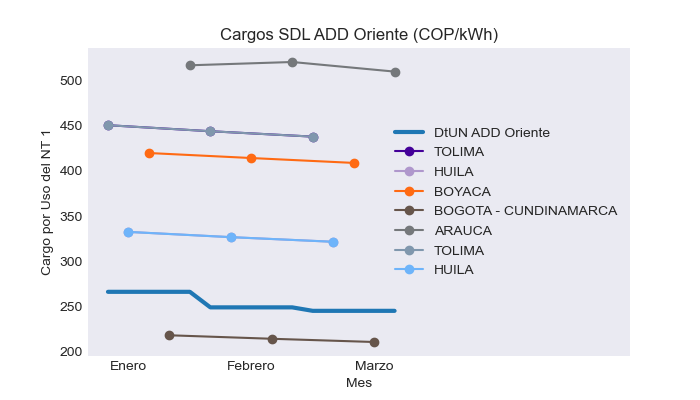 Cargos SDL ADD Oriente (COP/kWh)
Cargo por Uso del NT 1
500
450
400
350
300
250
200
DtUN ADD Oriente
TOLIMA
HUILA
BOYACA
BOGOTA - CUNDINAMARCA
ARAUCA
TOLIMA
HUILA
Enero
Febrero
Marzo
Mes